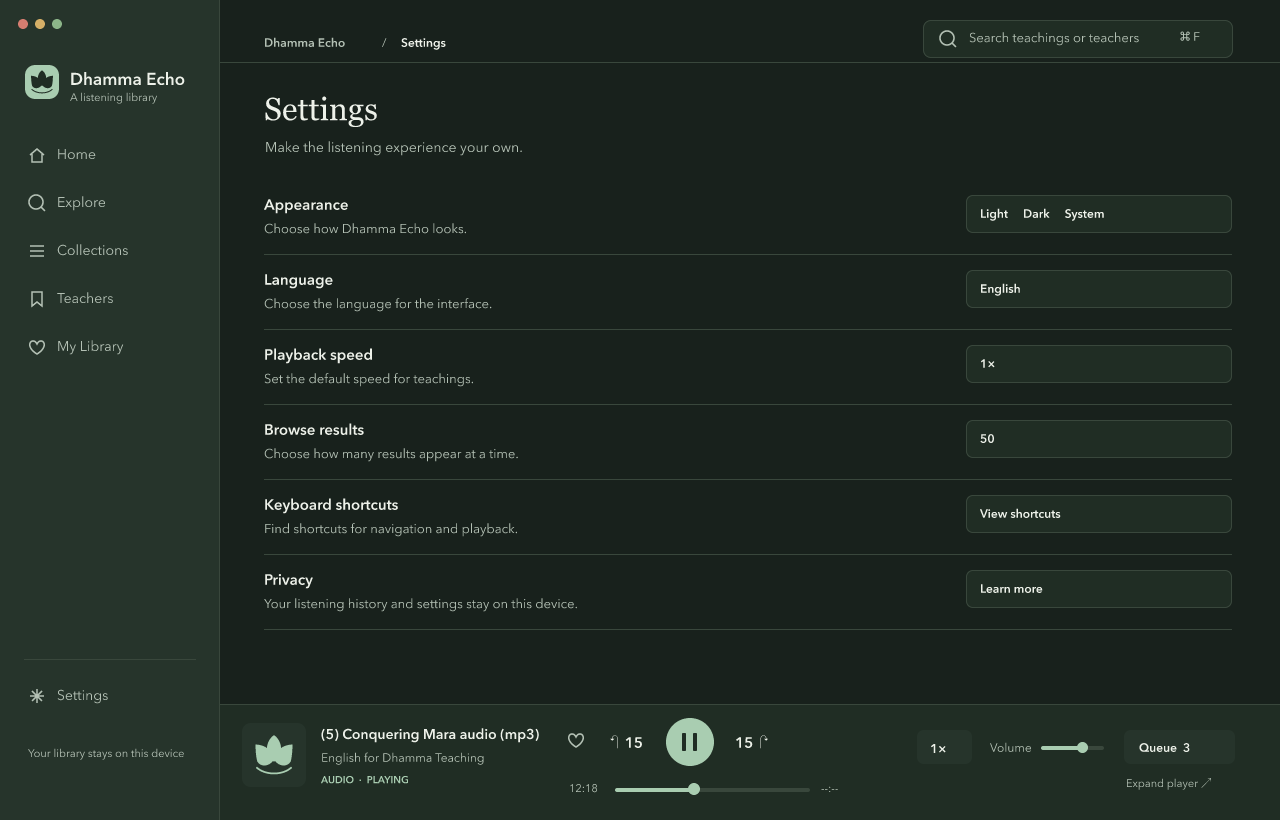 Dhamma Echo
A listening library
Home
Explore
Collections
Teachers
My Library
Settings
Your library stays on this device
Dhamma Echo / Settings
Search teachings or teachers ⌘ F
Settings
Make the listening experience your own.
Appearance
Choose how Dhamma Echo looks.
Light Dark System
Language
Choose the language for the interface.
English
Playback speed
Set the default speed for teachings.
1×
Browse results
Choose how many results appear at a time.
50
Keyboard shortcuts
Find shortcuts for navigation and playback.
View shortcuts
Privacy
Your listening history and settings stay on this device.
Learn more
(5) Conquering Mara audio (mp3)
English for Dhamma Teaching
AUDIO · PLAYING
15
15
12:18
--:--
1×
Volume
Queue 3
Expand player ↗